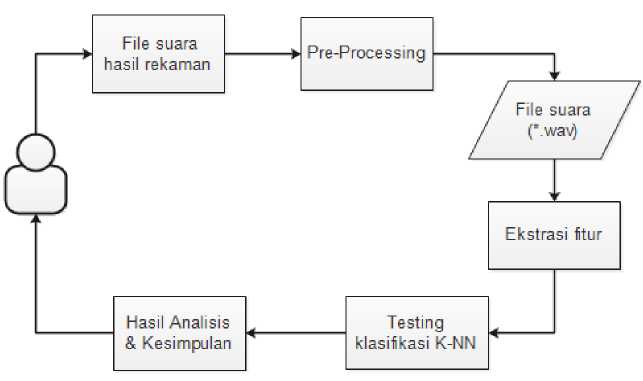 File suara
hasil rekaman
Pre-Processing
File suara
(*.wav)
Ekstrasi fitur
Testing
klasifikasi K-NN
Hasil Analisis
& Kesimpulan